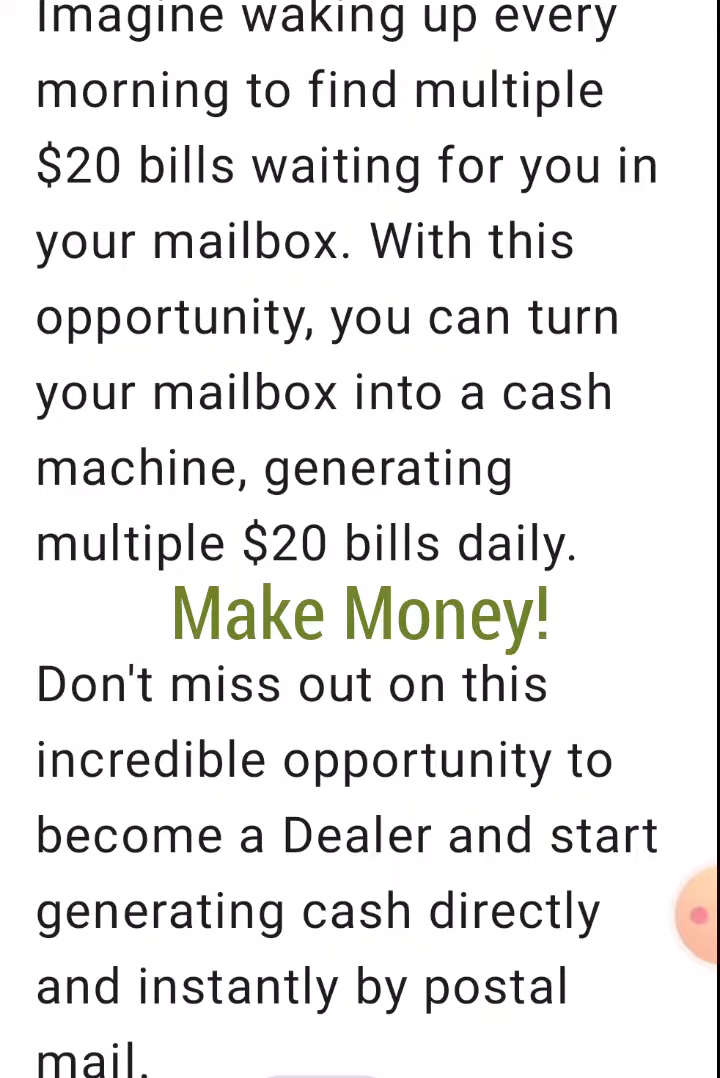 Imagine waking up every
morning to find multiple
$20 bills waiting for you in
your mailbox. With this
opportunity, you can turn
your mailbox into a cash
machine, generating
multiple $20 bills daily.
Make Money!
Don't miss out on this
incredible opportunity to
become a Dealer and start
generating cash directly
and instantly by postal
mail.